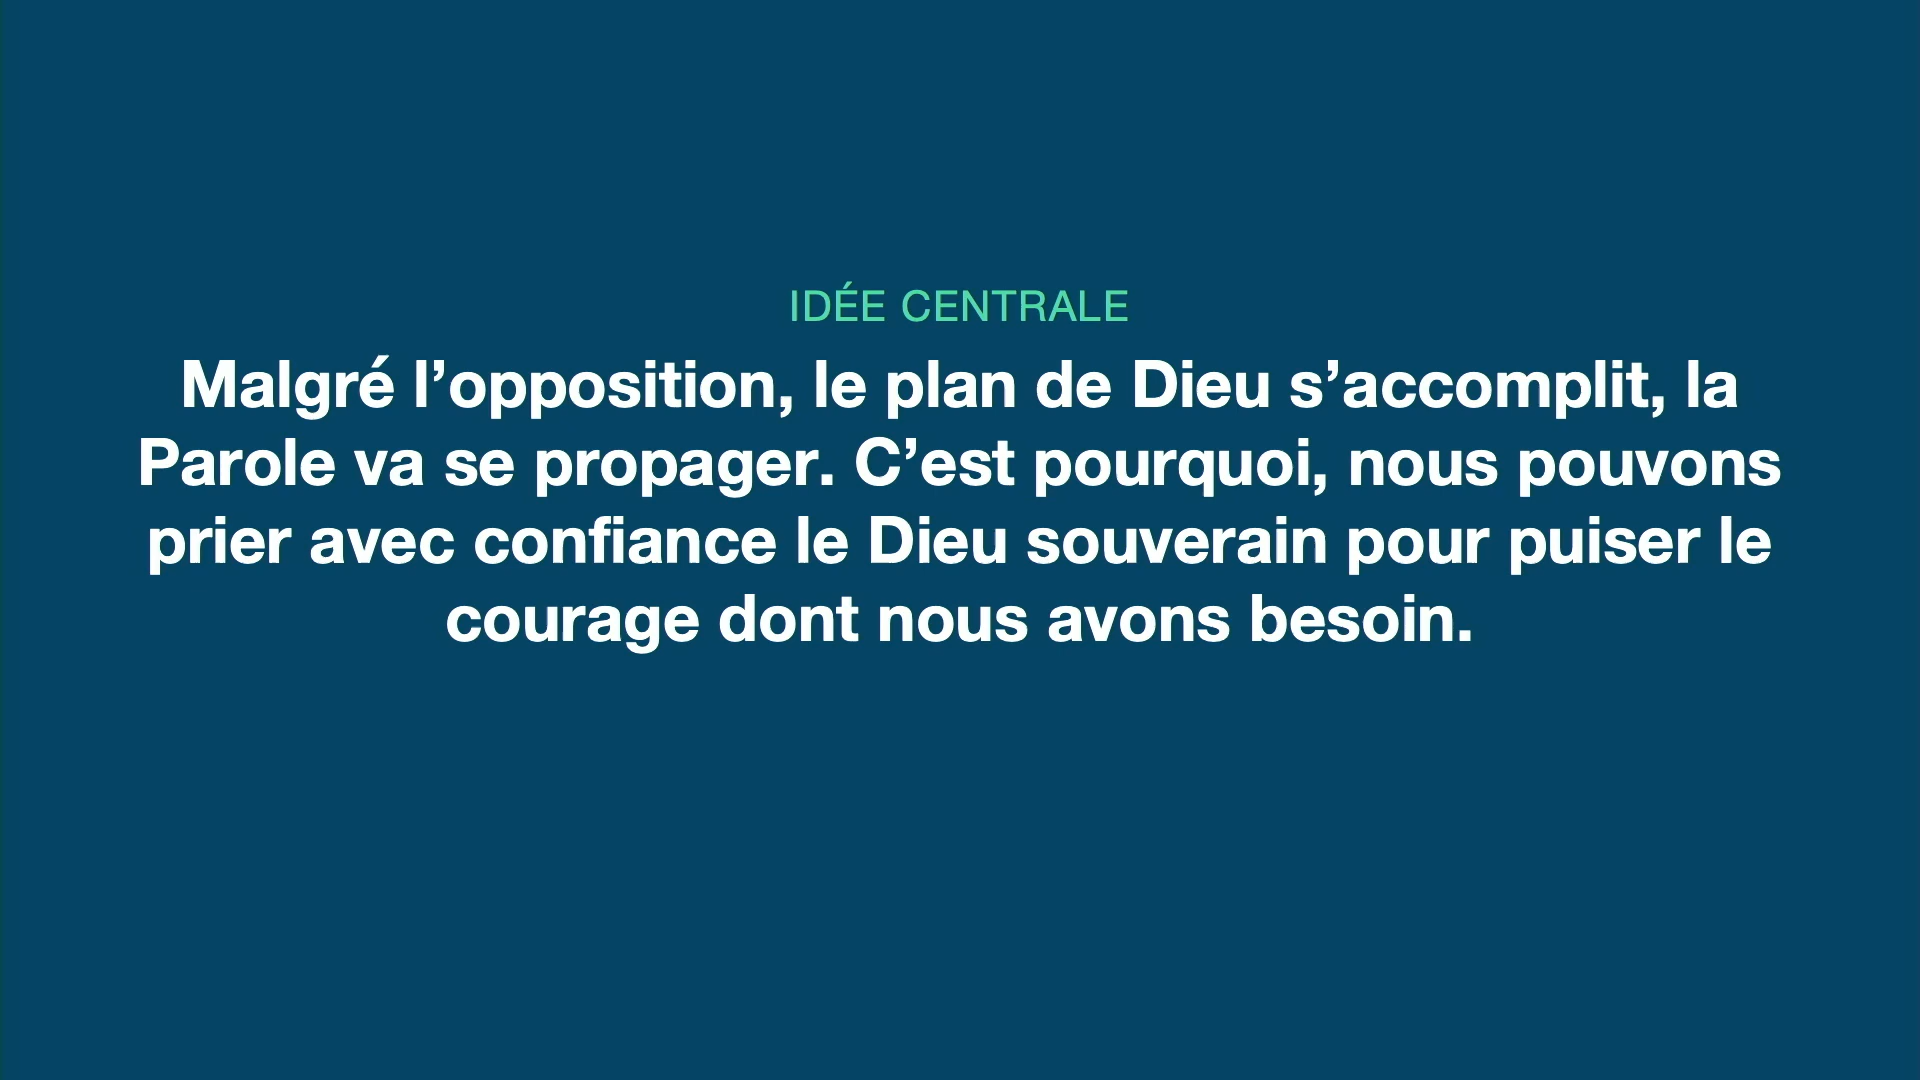 IDÉE CENTRALE
Malgré l’opposition, le plan de Dieu s’accomplit, la
Parole va se propager. C’est pourquoi, nous pouvons
prier avec confiance le Dieu souverain pour puiser le
courage dont nous avons besoin.